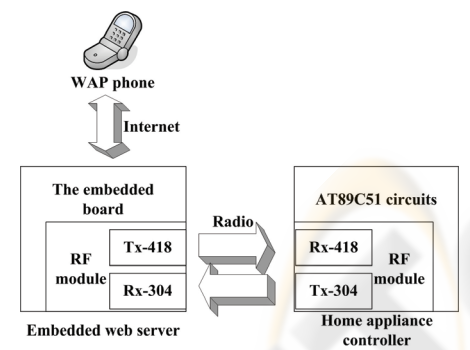 WAP phone
Internet
The embedded
board
RF
module
Tx-418
Rx-304
Embedded web server
Radio
AT89C51 circuits
Rx-418
Tx-304
RF
module
Home appliance
controller